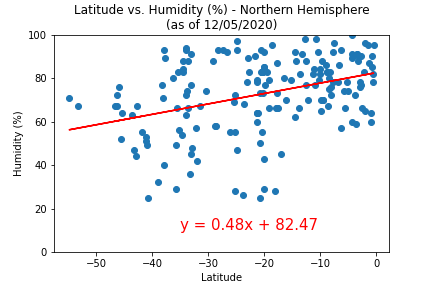 Latitude vs. Humidity (%) - Northern Hemisphere
(as of 12/05/2020)
100
80
60
40
20
0
Humidity (%)
y = 0.48x + 82.47
−50 −40 −30 −20 −10 0
Latitude